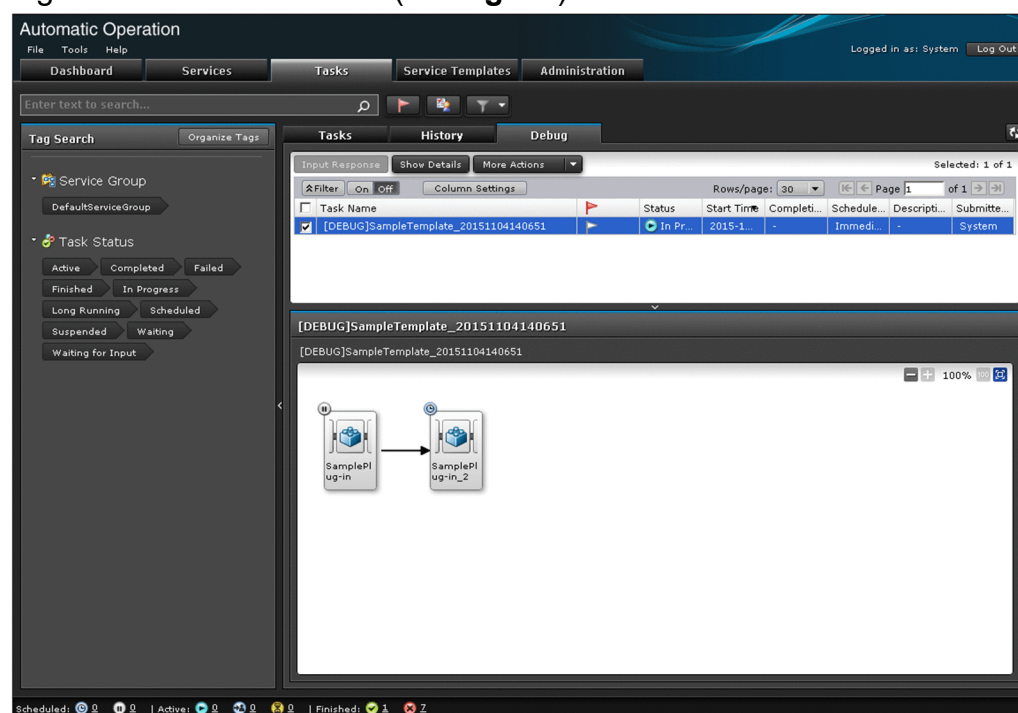 Automatic Operation
File Tools Help
Logged in as: System Log Out
Dashboard Services Tasks Service Templates Administration
Enter text to search...
Tag Search Organize Tags
Service Group
DefaultServiceGroup
Task Status
Active Completed Failed
Finished In Progress
Long Running Scheduled
Suspended Waiting
Waiting for Input
Tasks History Debug
Input Response Show Details More Actions Selected: 1 of 1
Filter On Off Column Settings Rows/page: 30 Page 1 of 1
Task Name Status Start Time Completi... Schedule... Descripti... Submitte...
[DEBUG]SampleTemplate_20151104140651 In Pr... 2015-1... - Immedi... - System
[DEBUG]SampleTemplate_20151104140651
[DEBUG]SampleTemplate_20151104140651
100% 100
SamplePl
ug-in
SamplePl
ug-in_2
Scheduled: 0 0 | Active: 0 0 0 | Finished: 1 7